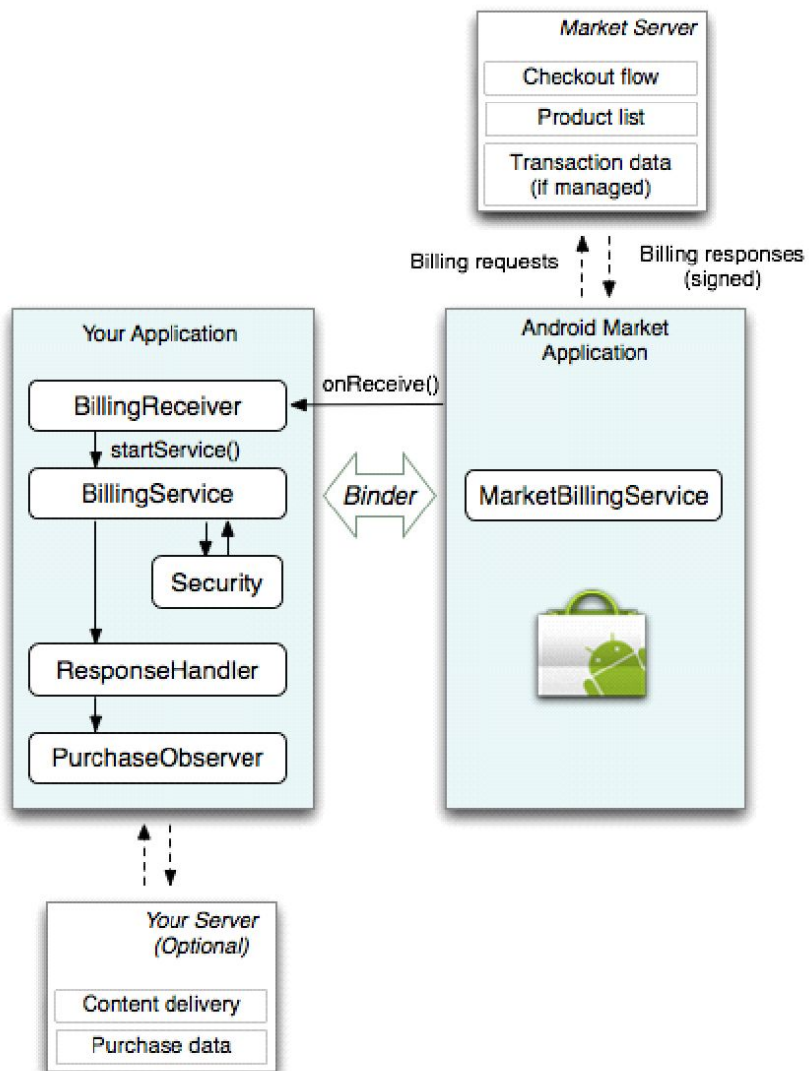 Market Server
Checkout flow
Product list
Transaction data
(if managed)
Billing requests
Billing responses
(signed)
Your Application
Android Market
Application
BillingReceiver
onReceive()
startService()
BillingService
Binder
MarketBillingService
Security
ResponseHandler
PurchaseObserver
Your Server
(Optional)
Content delivery
Purchase data